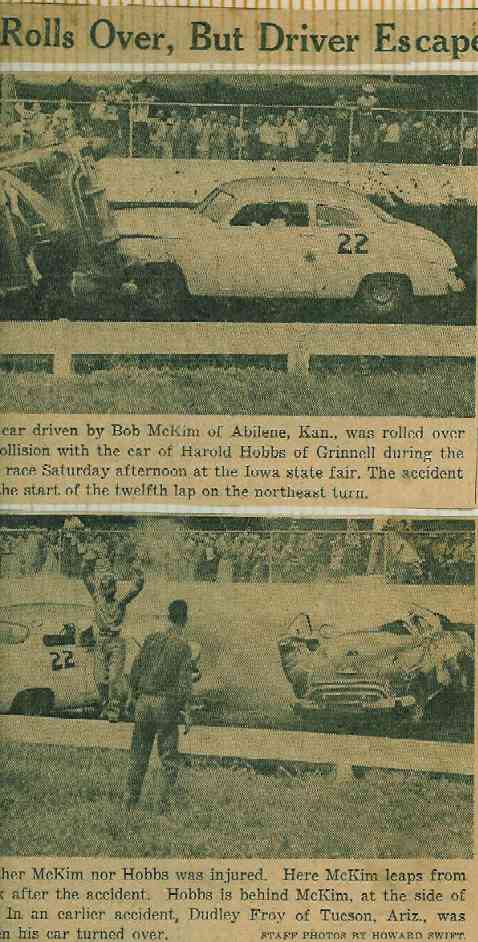 Rolls Over, But Driver Escape
22
car driven by Bob McKim of Abilene, Kan., was rolled over
ollision with the car of Harold Hobbs of Grinnell during the
race Saturday afternoon at the Iowa state fair. The accident
he start of the twelfth lap on the northeast turn.
22
ther McKim nor Hobbs was injured. Here McKim leaps from
k after the accident. Hobbs is behind McKim, at the side of
In an earlier accident, Dudley Froy of Tucson, Ariz., was
n his car turned over.
STAFF PHOTOS BY HOWARD SWIFT.